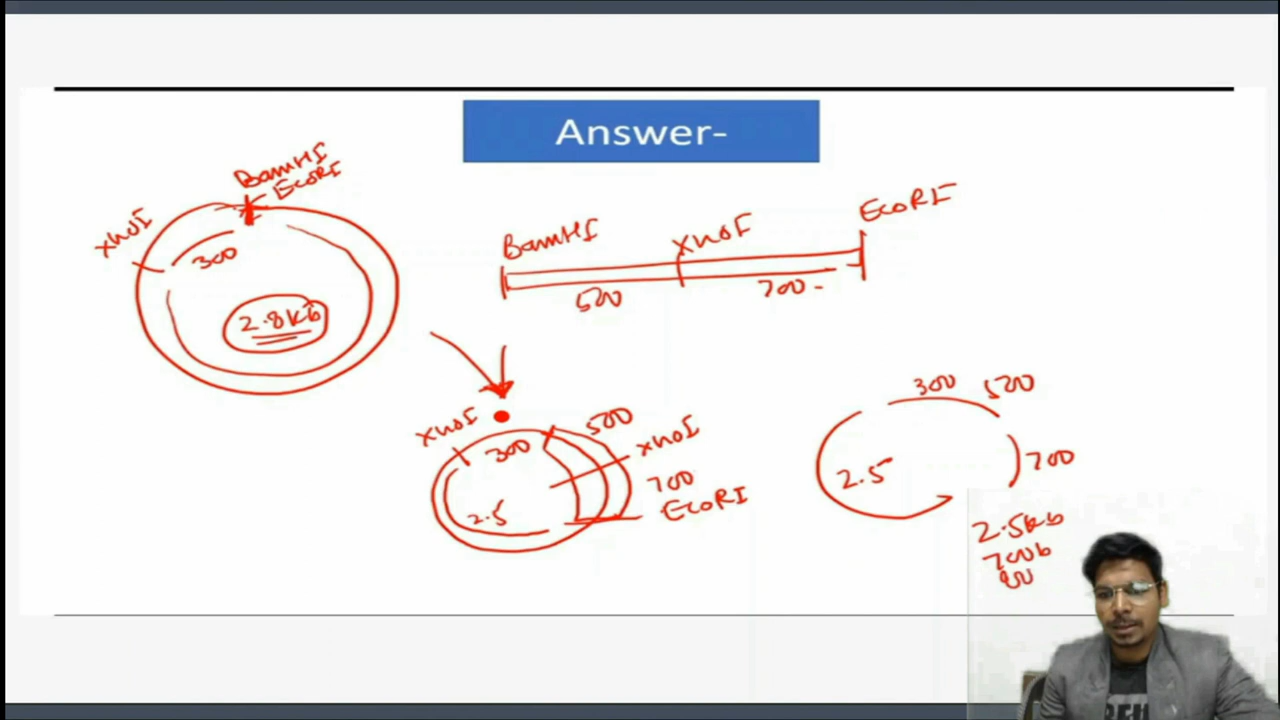 Answer-
BamHI
EcoRI
XhoI
300
2.8kb
BamHI
XhoI
EcoRI
500
700
XhoI
300
500
XhoI
700
EcoRI
2.5
300 500
700
2.5
2.5kb
700b